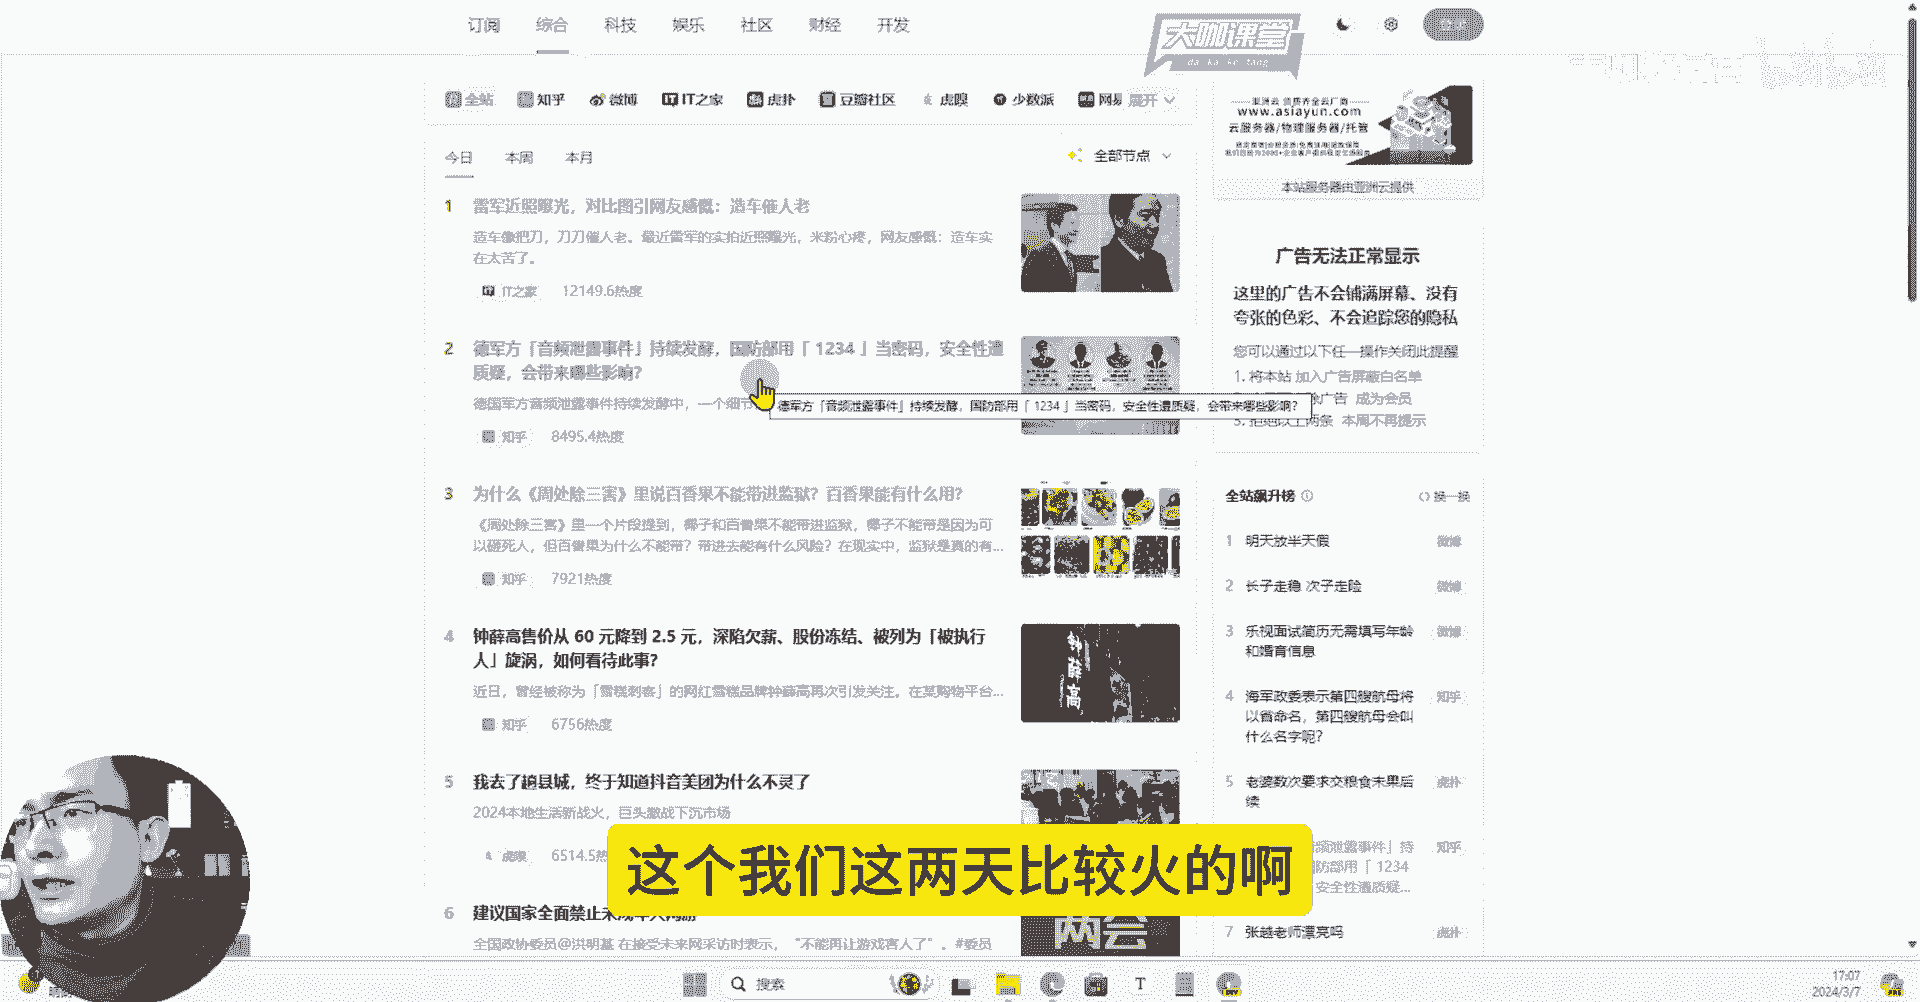 订阅 综合 科技 娱乐 社区 财经 开发
大咖课堂
da ka ke tang
全站 知乎 微博 IT之家 虎扑 豆瓣社区 虎嗅 少数派 网易 展开
www.asiayun.com
云服务器/物理服务器/托管
本站服务器由亚洲云提供
今日 本周 本月
全部节点
1 雷军近照曝光，对比图引网友感慨：造车催人老
造车像把刀，刀刀催人老。最近雷军的实拍近照曝光，米粉心疼，网友感慨：造车实
在太苦了。
IT之家 12149.6热度
2 德军方「音频泄露事件」持续发酵，国防部用「 1234 」当密码，安全性遭
质疑，会带来哪些影响？
德国军方音频泄露事件持续发酵中，一个细节
德军方「音频泄露事件」持续发酵，国防部用「 1234 」当密码，安全性遭质疑，会带来哪些影响？
知乎 8495.4热度
3 为什么《周处除三害》里说百香果不能带进监狱？百香果能有什么用？
《周处除三害》里一个片段提到，椰子和百香果不能带进监狱，椰子不能带是因为可
以砸死人，但百香果为什么不能带？带进去能有什么风险？在现实中，监狱是真的有...
知乎 7921热度
4 钟薛高售价从 60 元降到 2.5 元，深陷欠薪、股份冻结、被列为「被执行
人」旋涡，如何看待此事？
近日，曾经被称为「雪糕刺客」的网红雪糕品牌钟薛高再次引发关注。在某购物平台...
知乎 6756热度
钟薛高
5 我去了趟县城，终于知道抖音美团为什么不灵了
2024本地生活新战火，巨头激战下沉市场
虎嗅 6514.5热
6 建议国家全面禁止未成年人网游
全国政协委员@洪明基 在接受未来网采访时表示，“不能再让游戏害人了”。#委员
两会
广告无法正常显示
这里的广告不会铺满屏幕、没有
夸张的色彩、不会追踪您的隐私
您可以通过以下任一操作关闭此提醒
1. 将本站 加入广告屏蔽白名单
除广告 成为会员
3. 拒绝以上两条 本周不再提示
全站飙升榜 换一换
1 明天放半天假 微博
2 长子走稳 次子走险 微博
3 乐视面试简历无需填写年龄
和婚育信息 微博
4 海军政委表示第四艘航母将
以省命名，第四艘航母会叫
什么名字呢？ 知乎
5 老婆数次要求交粮食未果后
续 虎扑
频泄露事件」持
防部用「 1234
安全性遭质疑... 知乎
7 张越老师漂亮吗 虎扑
这个我们这两天比较火的啊
搜索
17:07
2024/3/7